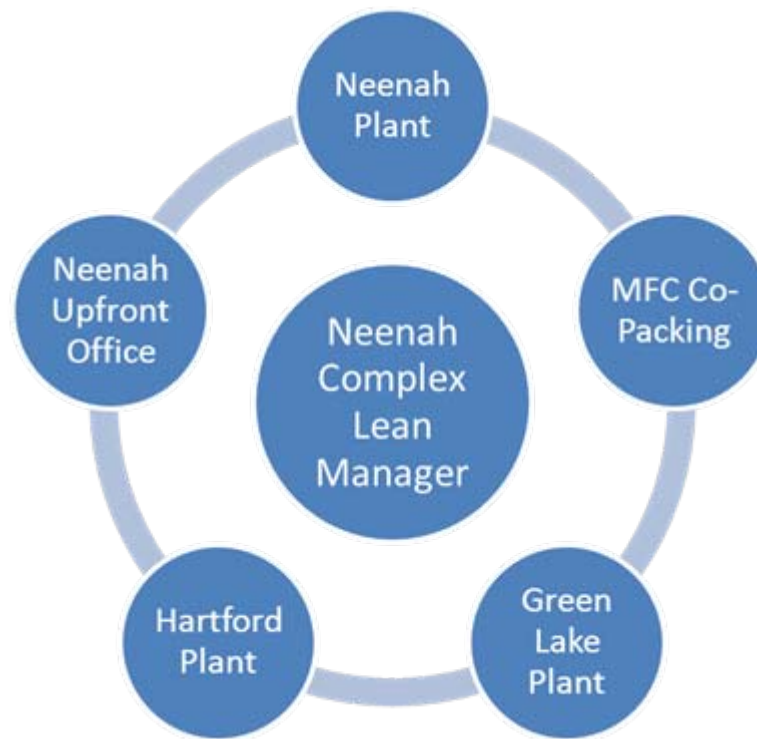 Neenah
Plant
Neenah
Upfront
Office
MFC Co-
Packing
Neenah
Complex
Lean
Manager
Hartford
Plant
Green
Lake
Plant